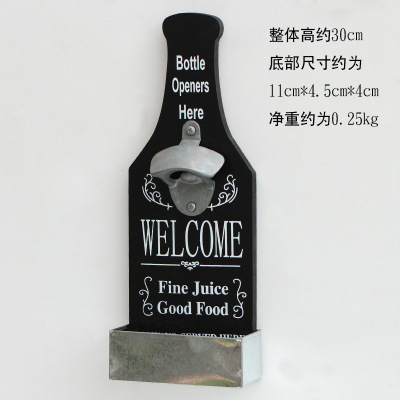 Bottle
Openers
Here
WELCOME
Fine Juice
Good Food
整体高约30cm
底部尺寸约为
11cm*4.5cm*4cm
净重约为0.25kg